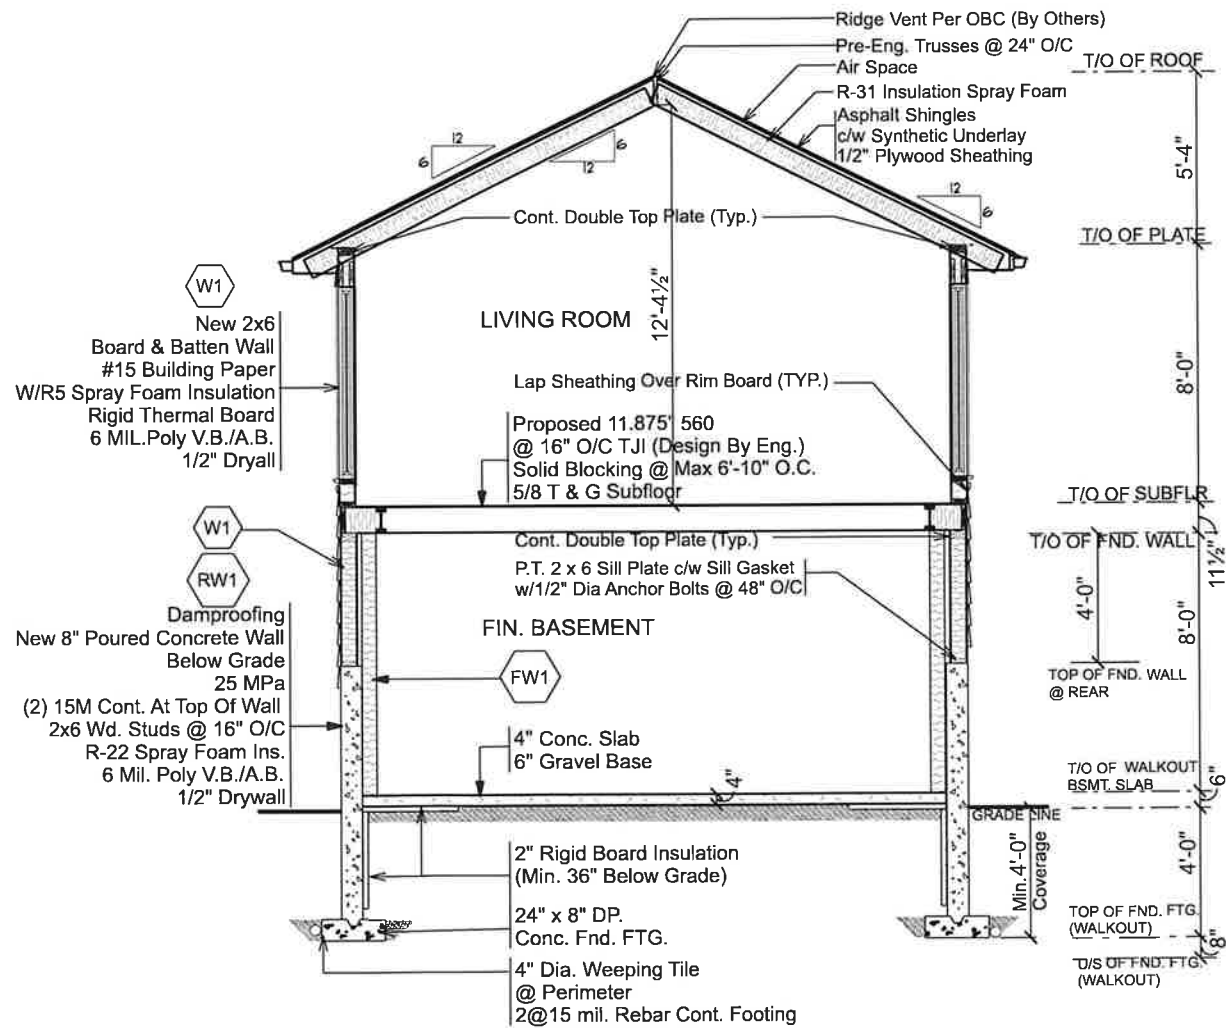 Ridge Vent Per OBC (By Others)
Pre-Eng. Trusses @ 24" O/C
Air Space
R-31 Insulation Spray Foam
Asphalt Shingles
c/w Synthetic Underlay
1/2" Plywood Sheathing
T/O OF ROOF
5'-4"
12
6
6
12
12
6
Cont. Double Top Plate (Typ.)
T/O OF PLATE
W1
New 2x6
Board & Batten Wall
#15 Building Paper
W/R5 Spray Foam Insulation
Rigid Thermal Board
6 MIL.Poly V.B./A.B.
1/2" Dryall
LIVING ROOM
12'-4½"
8'-0"
Lap Sheathing Over Rim Board (TYP.)
Proposed 11.875' 560
@ 16" O/C TJI (Design By Eng.)
Solid Blocking @ Max 6'-10" O.C.
5/8 T & G Subfloor
T/O OF SUBFLR
W1
RW1
Damproofing
New 8" Poured Concrete Wall
Below Grade
25 MPa
(2) 15M Cont. At Top Of Wall
2x6 Wd. Studs @ 16" O/C
R-22 Spray Foam Ins.
6 Mil. Poly V.B./A.B.
1/2" Drywall
Cont. Double Top Plate (Typ.)
P.T. 2 x 6 Sill Plate c/w Sill Gasket
w/1/2" Dia Anchor Bolts @ 48" O/C
T/O OF FND. WALL
11½"
4'-0"
8'-0"
FIN. BASEMENT
FW1
TOP OF FND. WALL
@ REAR
4" Conc. Slab
6" Gravel Base
4"
T/O OF WALKOUT
BSMT. SLAB
6"
GRADE LINE
2" Rigid Board Insulation
(Min. 36" Below Grade)
Min.4'-0"
Coverage
4'-0"
24" x 8" DP.
Conc. Fnd. FTG.
TOP OF FND. FTG.
(WALKOUT)
8"
4" Dia. Weeping Tile
@ Perimeter
2@15 mil. Rebar Cont. Footing
U/S OF FND. FTG.
(WALKOUT)